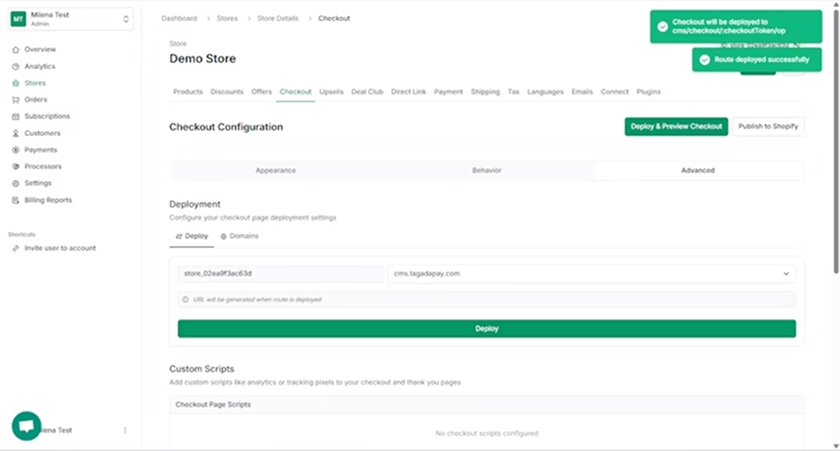 MT
Milena Test
Admin
Overview
Analytics
Stores
Orders
Subscriptions
Customers
Payments
Processors
Settings
Billing Reports
Shortcuts
Invite user to account
Milena Test
Dashboard > Stores > Store Details > Checkout
Checkout will be deployed to
cms/checkout/:checkoutToken/op
Route deployed successfully
Store
Demo Store
Products Discounts Offers Checkout Upsells Deal Club Direct Link Payment Shipping Tax Languages Emails Connect Plugins
Checkout Configuration
Deploy & Preview Checkout
Publish to Shopify
Appearance Behavior Advanced
Deployment
Configure your checkout page deployment settings
Deploy Domains
store_02ea9f3ac63d
cms.tagadapay.com
URL will be generated when route is deployed
Deploy
Custom Scripts
Add custom scripts like analytics or tracking pixels to your checkout and thank you pages
Checkout Page Scripts
No checkout scripts configured